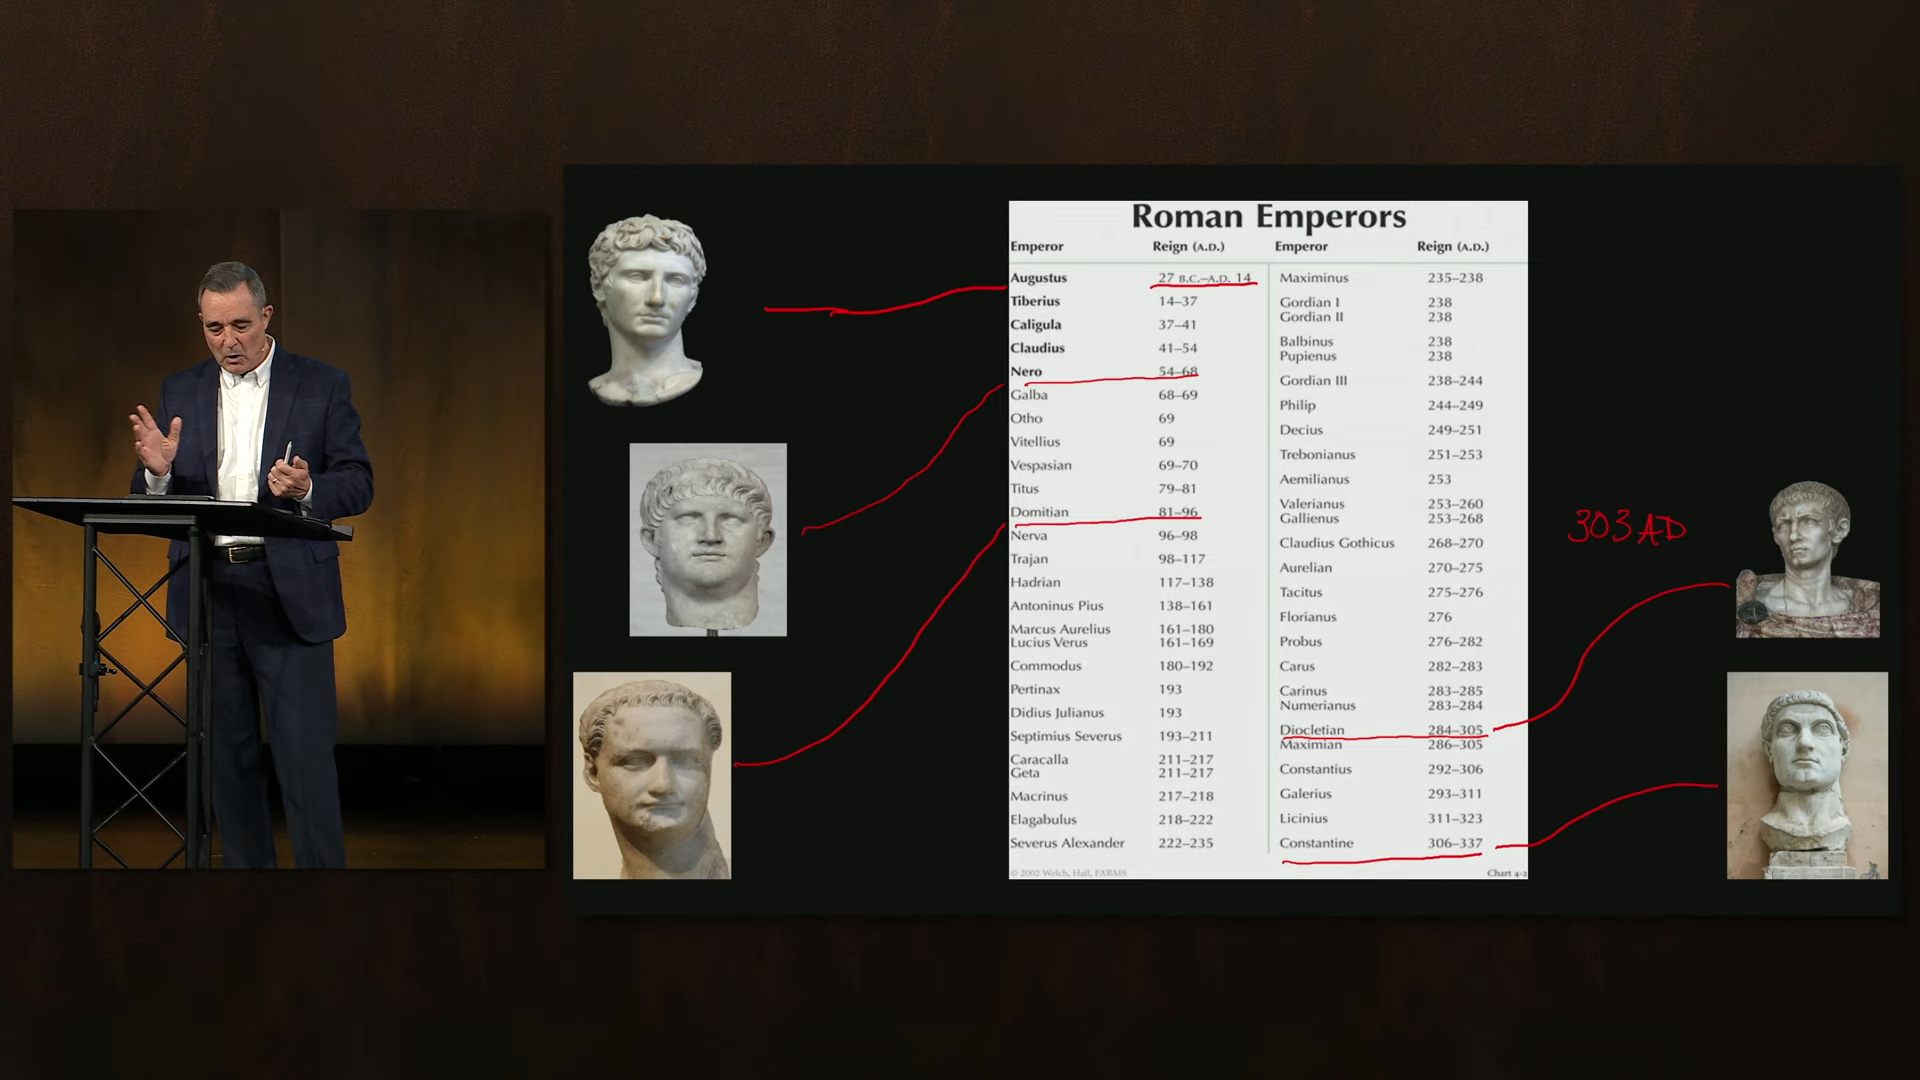 Roman Emperors
Emperor Reign (A.D.) Emperor Reign (A.D.)
Augustus 27 B.C.–A.D. 14
Tiberius 14–37
Caligula 37–41
Claudius 41–54
Nero 54–68
Galba 68–69
Otho 69
Vitellius 69
Vespasian 69–70
Titus 79–81
Domitian 81–96
Nerva 96–98
Trajan 98–117
Hadrian 117–138
Antoninus Pius 138–161
Marcus Aurelius 161–180
Lucius Verus 161–169
Commodus 180–192
Pertinax 193
Didius Julianus 193
Septimius Severus 193–211
Caracalla 211–217
Geta 211–217
Macrinus 217–218
Elagabulus 218–222
Severus Alexander 222–235
Maximinus 235–238
Gordian I 238
Gordian II 238
Balbinus 238
Pupienus 238
Gordian III 238–244
Philip 244–249
Decius 249–251
Trebonianus 251–253
Aemilianus 253
Valerianus 253–260
Gallienus 253–268
Claudius Gothicus 268–270
Aurelian 270–275
Tacitus 275–276
Florianus 276
Probus 276–282
Carus 282–283
Carinus 283–285
Numerianus 283–284
Diocletian 284–305
Maximian 286–305
Constantius 292–306
Galerius 293–311
Licinius 311–323
Constantine 306–337
© 2002 Welch, Hall, FARMS
Chart 4-2
303 AD